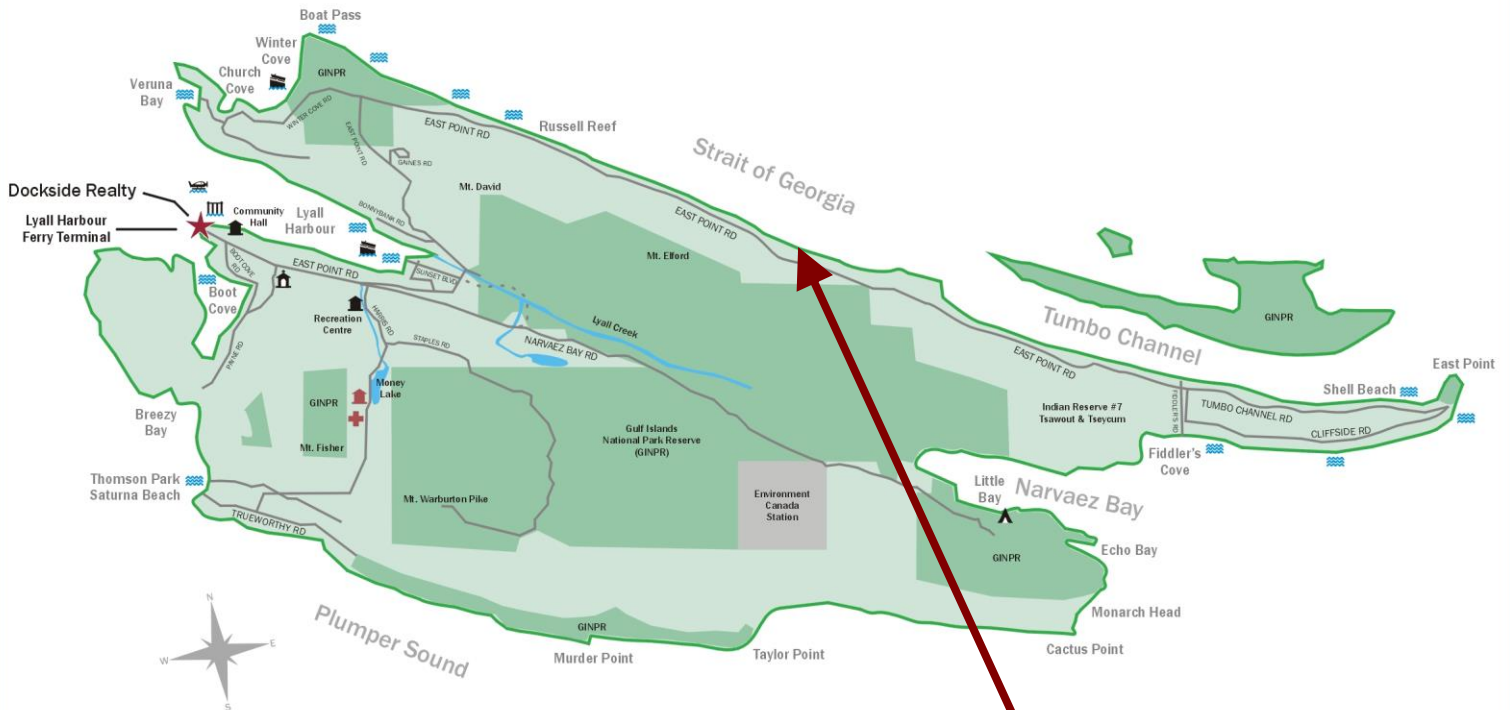 Boat Pass
Winter
Cove
Church
Cove
Veruna
Bay
GINPR
WINTER COVE RD
EAST POINT RD
EAST POINT RD
Russell Reef
GAINES RD
Mt. David
Strait of Georgia
Dockside Realty
Lyall Harbour
Ferry Terminal
Community
Hall
Lyall
Harbour
BONNYBANK RD
EAST POINT RD
Mt. Elford
BOOT COVE
RD
EAST POINT RD
SUNSET BLVD
Boot
Cove
Recreation
Centre
HARRIS RD
STAPLES RD
NARVAEZ BAY RD
Lyall Creek
Tumbo Channel
GINPR
EAST POINT RD
PAYNE RD
Money
Lake
GINPR
Mt. Fisher
Breezy
Bay
East Point
Shell Beach
FIDDLER'S RD
TUMBO CHANNEL RD
CLIFFSIDE RD
Indian Reserve #7
Tsawout & Tseycum
Gulf Islands
National Park Reserve
(GINPR)
Fiddler's
Cove
Thomson Park
Saturna Beach
Mt. Warburton Pike
Environment
Canada
Station
Little
Bay
Narvaez Bay
TRUEWORTHY RD
GINPR
Echo Bay
Monarch Head
Cactus Point
Plumper Sound
GINPR
Murder Point
Taylor Point
N
W
E
S